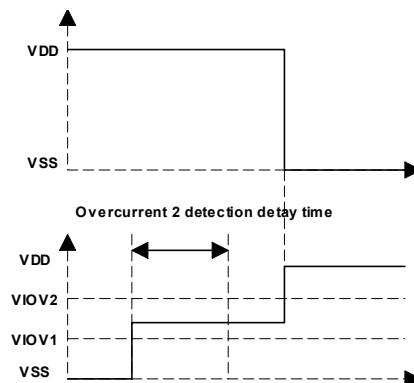 VDD
VSS
Overcurrent 2 detection detay time
VDD
VIOV2
VIOV1
VSS